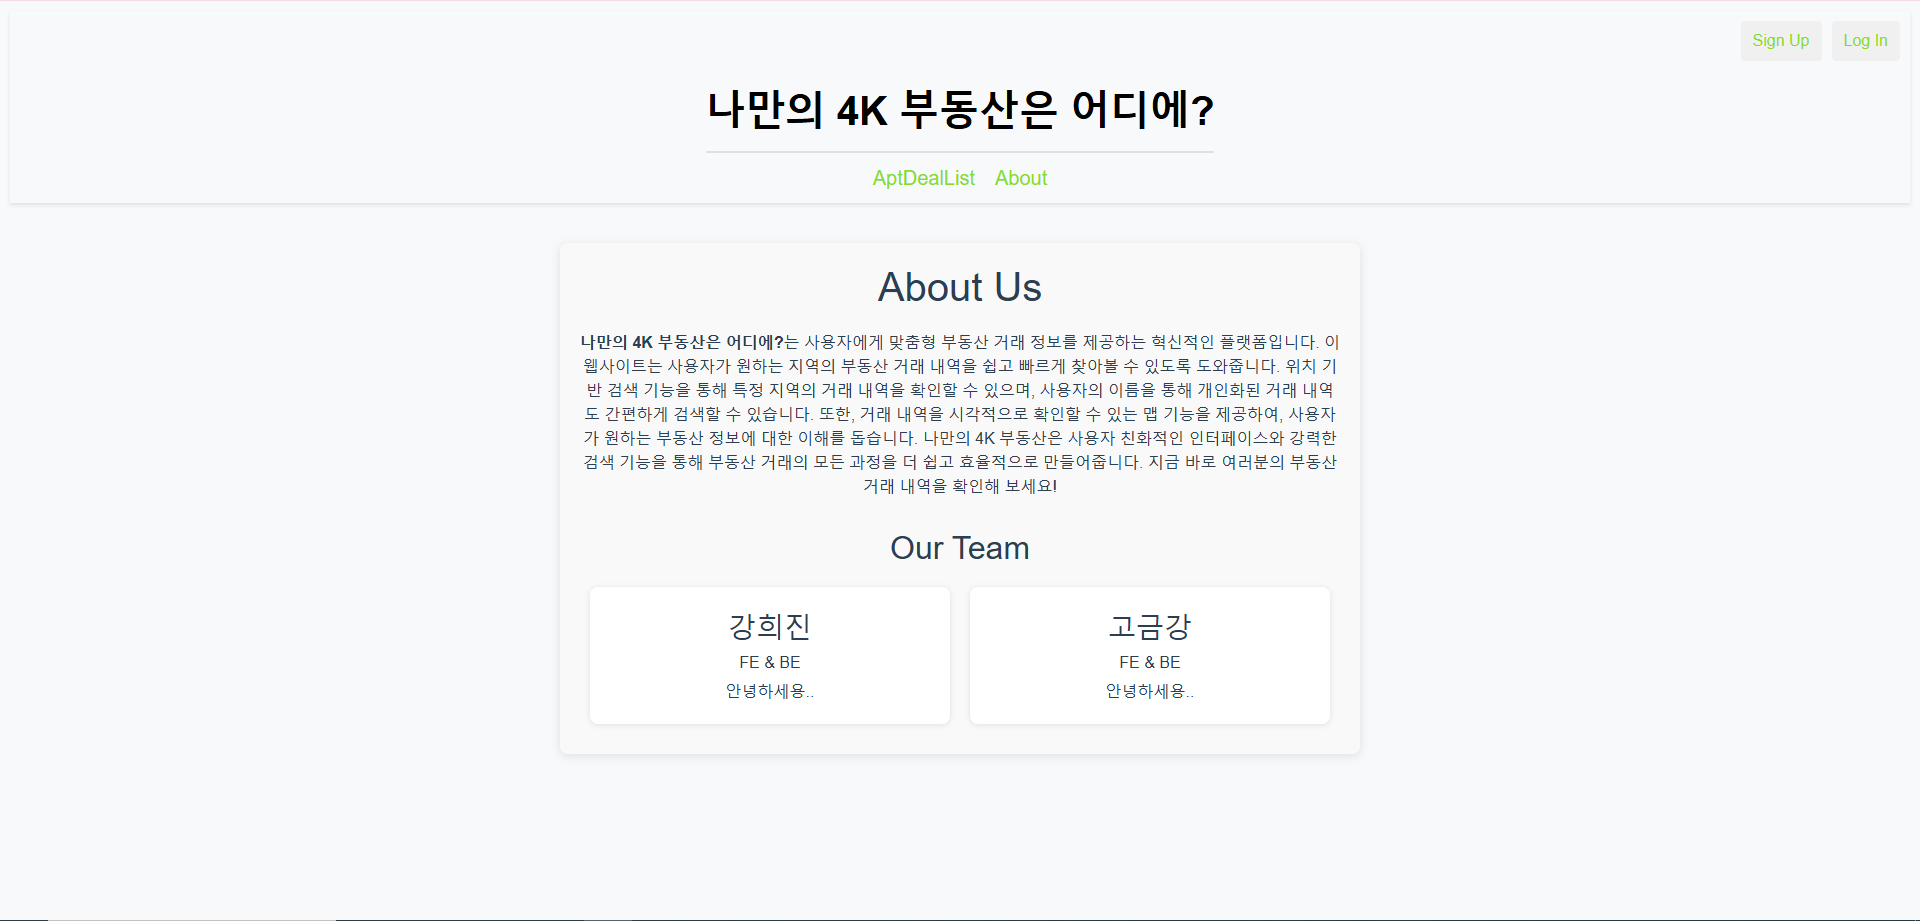 Sign Up Log In
나만의 4K 부동산은 어디에?
AptDealList About
About Us
나만의 4K 부동산은 어디에?는 사용자에게 맞춤형 부동산 거래 정보를 제공하는 혁신적인 플랫폼입니다. 이
웹사이트는 사용자가 원하는 지역의 부동산 거래 내역을 쉽고 빠르게 찾아볼 수 있도록 도와줍니다. 위치 기
반 검색 기능을 통해 특정 지역의 거래 내역을 확인할 수 있으며, 사용자의 이름을 통해 개인화된 거래 내역
도 간편하게 검색할 수 있습니다. 또한, 거래 내역을 시각적으로 확인할 수 있는 맵 기능을 제공하여, 사용자
가 원하는 부동산 정보에 대한 이해를 돕습니다. 나만의 4K 부동산은 사용자 친화적인 인터페이스와 강력한
검색 기능을 통해 부동산 거래의 모든 과정을 더 쉽고 효율적으로 만들어줍니다. 지금 바로 여러분의 부동산
거래 내역을 확인해 보세요!
Our Team
강희진
FE & BE
안녕하세용..
고금강
FE & BE
안녕하세용..